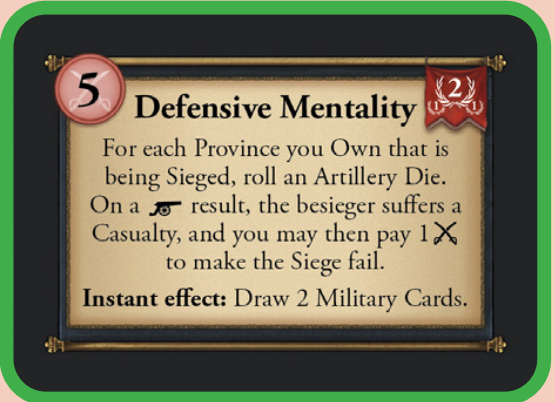 5
Defensive Mentality
2
1 1
For each Province you Own that is
being Sieged, roll an Artillery Die.
On a result, the besieger suffers a
Casualty, and you may then pay 1
to make the Siege fail.
Instant effect: Draw 2 Military Cards.